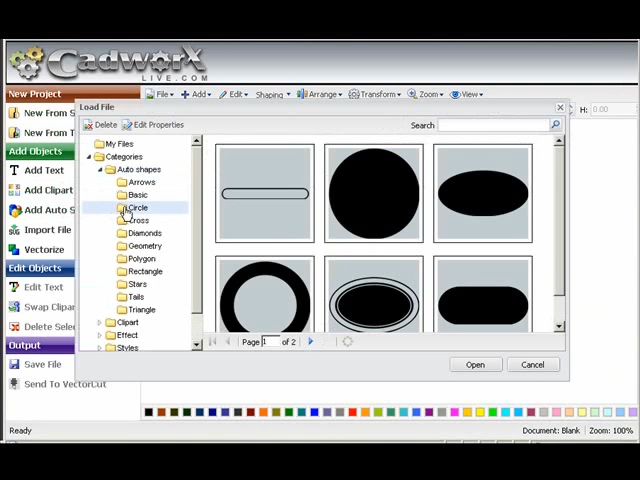 CadworX
LIVE.COM
New Project
File
Add
Edit
Shaping
Arrange
Transform
Zoom
View
Load File
New From S
H: 0.00
Delete
Edit Properties
Search
New From T
My Files
Add Objects
Categories
Auto shapes
Add Text
Arrows
Add Clipart
Basic
Add Auto S
Circle
Cross
Import File
Diamonds
Vectorize
Geometry
Polygon
Edit Objects
Rectangle
Edit Text
Stars
Tails
Swap Clipar
Triangle
Delete Selec
Clipart
Effect
Styles
Output
Page 1 of 2
Save File
Open
Cancel
Send To VectorCut
Ready
Document: Blank
Zoom: 100%